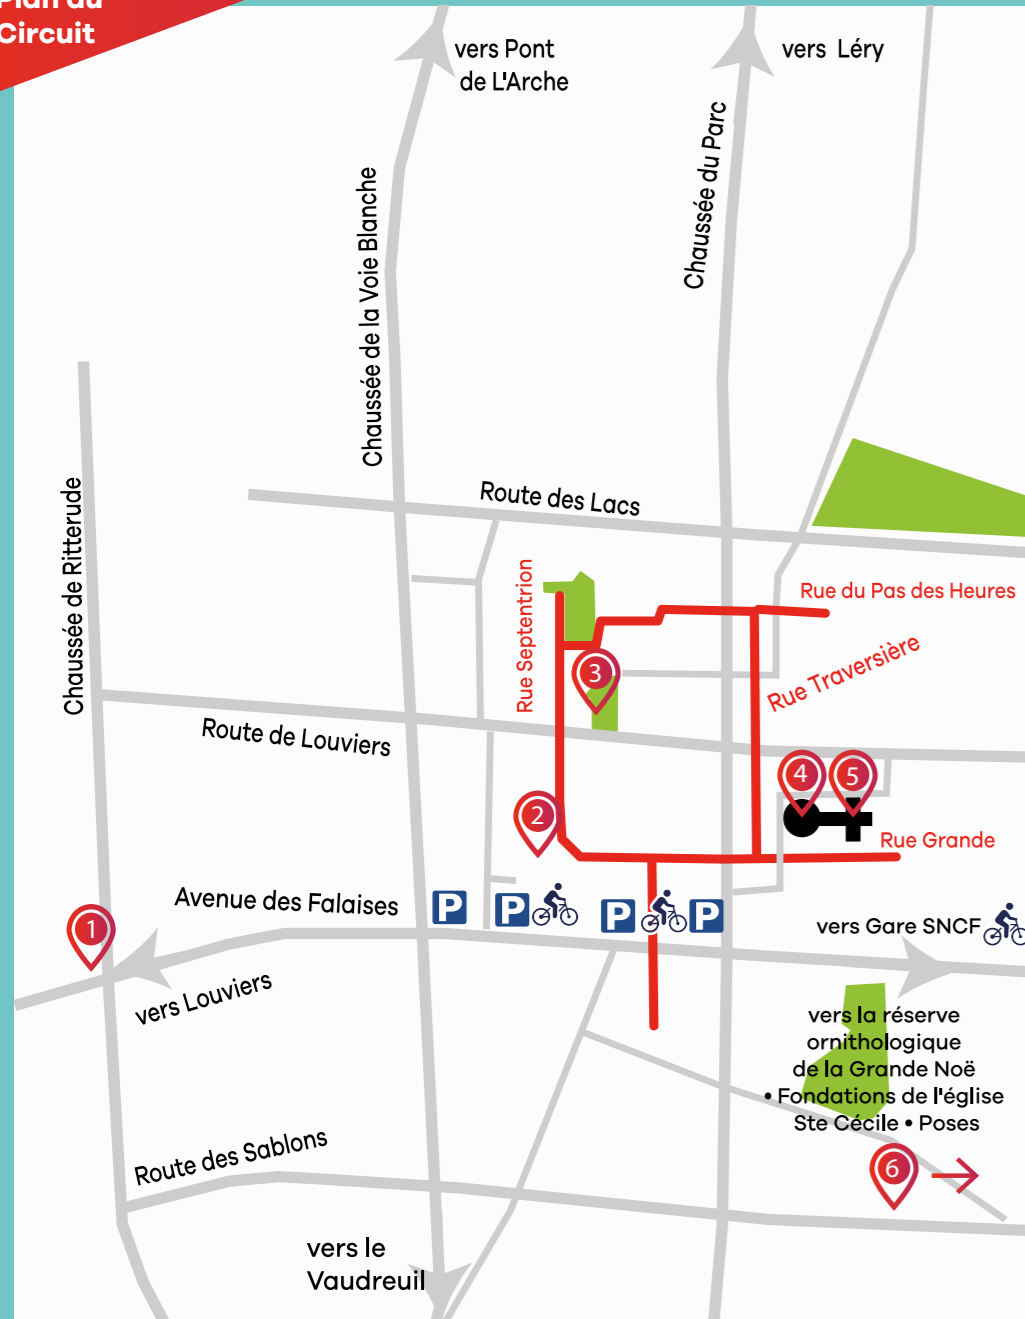 Plan du
Circuit
vers Pont
de L'Arche
vers Léry
Chaussée du Parc
Chaussée de la Voie Blanche
Chaussée de Ritterude
Route des Lacs
Rue Septentrion
Rue du Pas des Heures
Rue Traversière
3
Route de Louviers
4
5
2
Rue Grande
Avenue des Falaises
P
P
P
P
1
vers Gare SNCF
vers Louviers
vers la réserve
ornithologique
de la Grande Noë
• Fondations de l'église
Ste Cécile • Poses
Route des Sablons
6
vers le
Vaudreuil